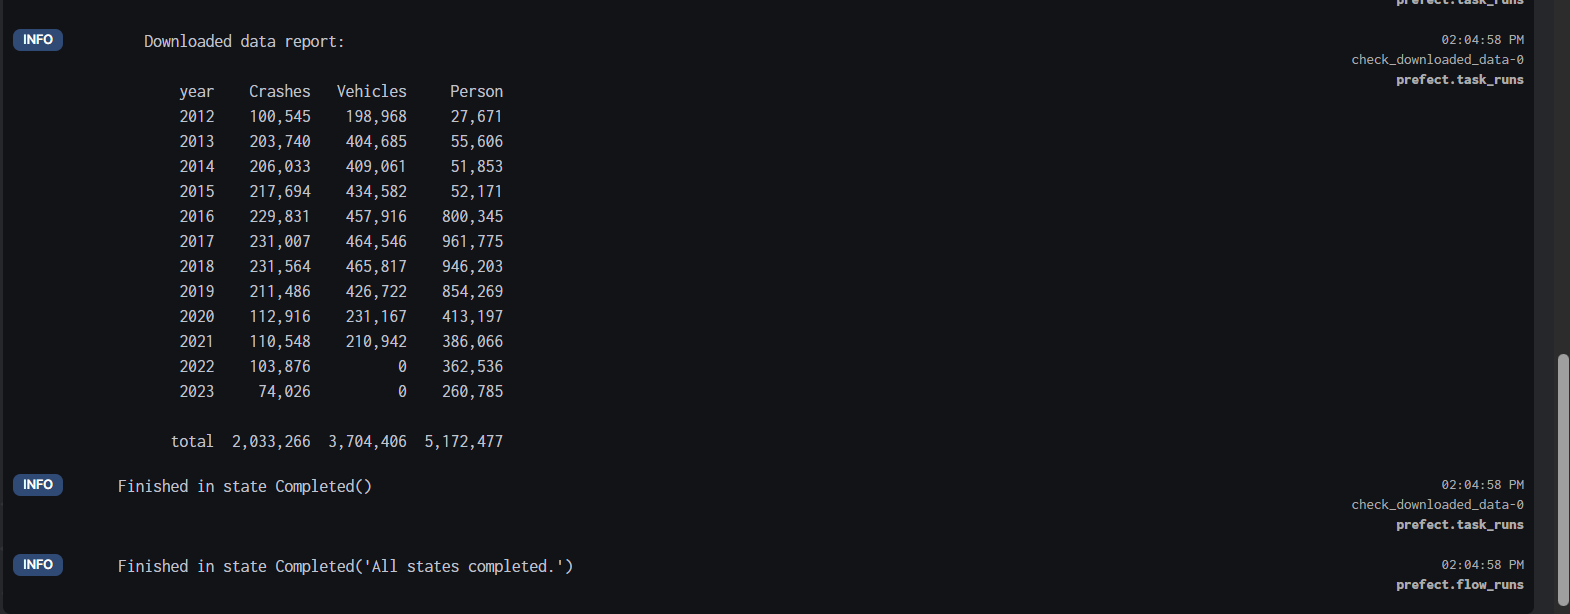 prefect.task_runs
INFO Downloaded data report: 02:04:58 PM
check_downloaded_data-0
prefect.task_runs
year Crashes Vehicles Person
2012 100,545 198,968 27,671
2013 203,740 404,685 55,606
2014 206,033 409,061 51,853
2015 217,694 434,582 52,171
2016 229,831 457,916 800,345
2017 231,007 464,546 961,775
2018 231,564 465,817 946,203
2019 211,486 426,722 854,269
2020 112,916 231,167 413,197
2021 110,548 210,942 386,066
2022 103,876 0 362,536
2023 74,026 0 260,785
total 2,033,266 3,704,406 5,172,477
INFO Finished in state Completed() 02:04:58 PM
check_downloaded_data-0
prefect.task_runs
INFO Finished in state Completed('All states completed.') 02:04:58 PM
prefect.flow_runs